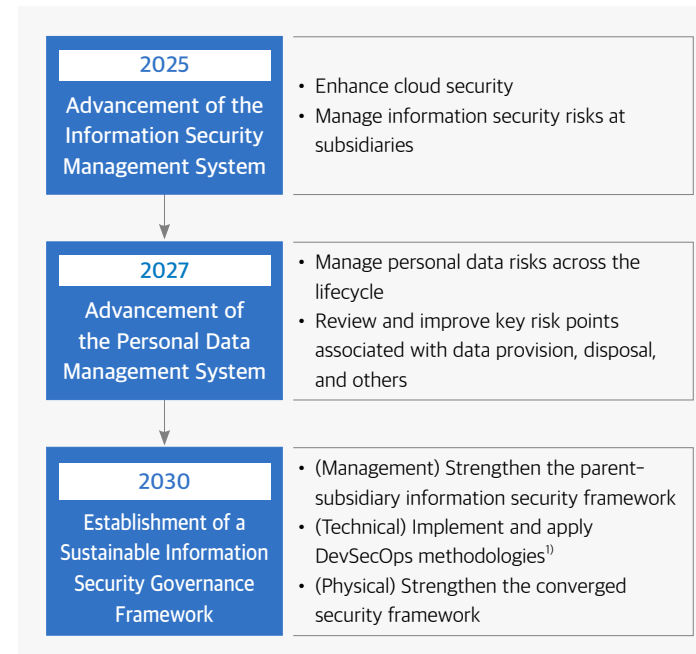 2025
Advancement of the
Information Security
Management System
• Enhance cloud security
• Manage information security risks at
subsidiaries
2027
Advancement of
the Personal Data
Management System
• Manage personal data risks across the
lifecycle
• Review and improve key risk points
associated with data provision, disposal,
and others
2030
Establishment of a
Sustainable Information
Security Governance
Framework
• (Management) Strengthen the parent-
subsidiary information security framework
• (Technical) Implement and apply
DevSecOps methodologies1)
• (Physical) Strengthen the converged
security framework